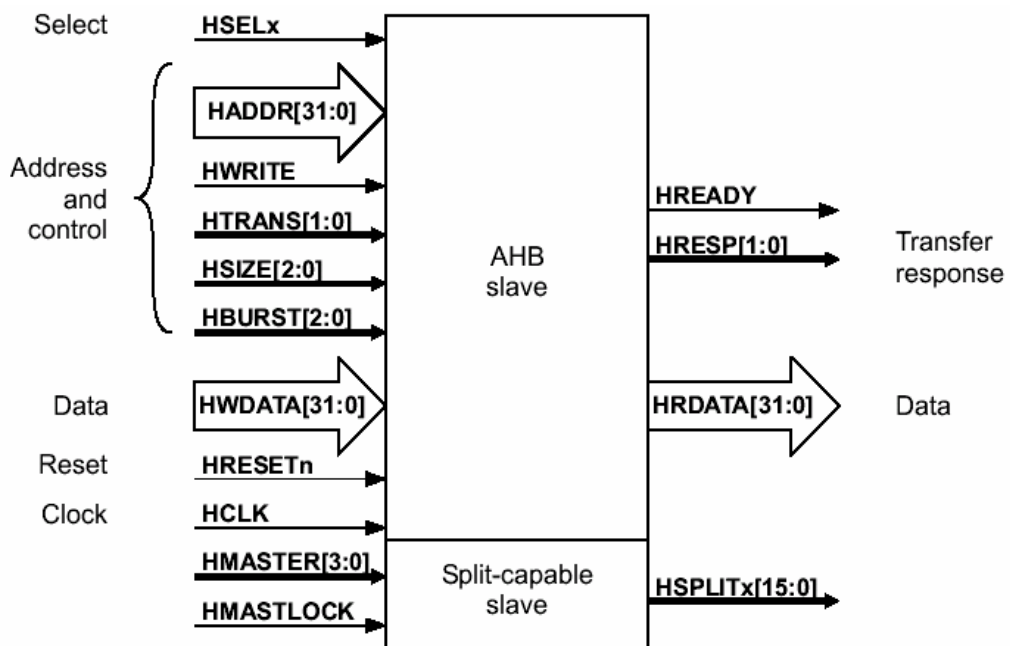 Select
HSELx
HADDR[31:0]
Address
and
control
HWRITE
HTRANS[1:0]
HSIZE[2:0]
HBURST[2:0]
Data
HWDATA[31:0]
Reset
HRESETn
Clock
HCLK
HMASTER[3:0]
HMASTLOCK
AHB
slave
Split-capable
slave
HREADY
HRESP[1:0]
Transfer
response
HRDATA[31:0]
Data
HSPLITx[15:0]